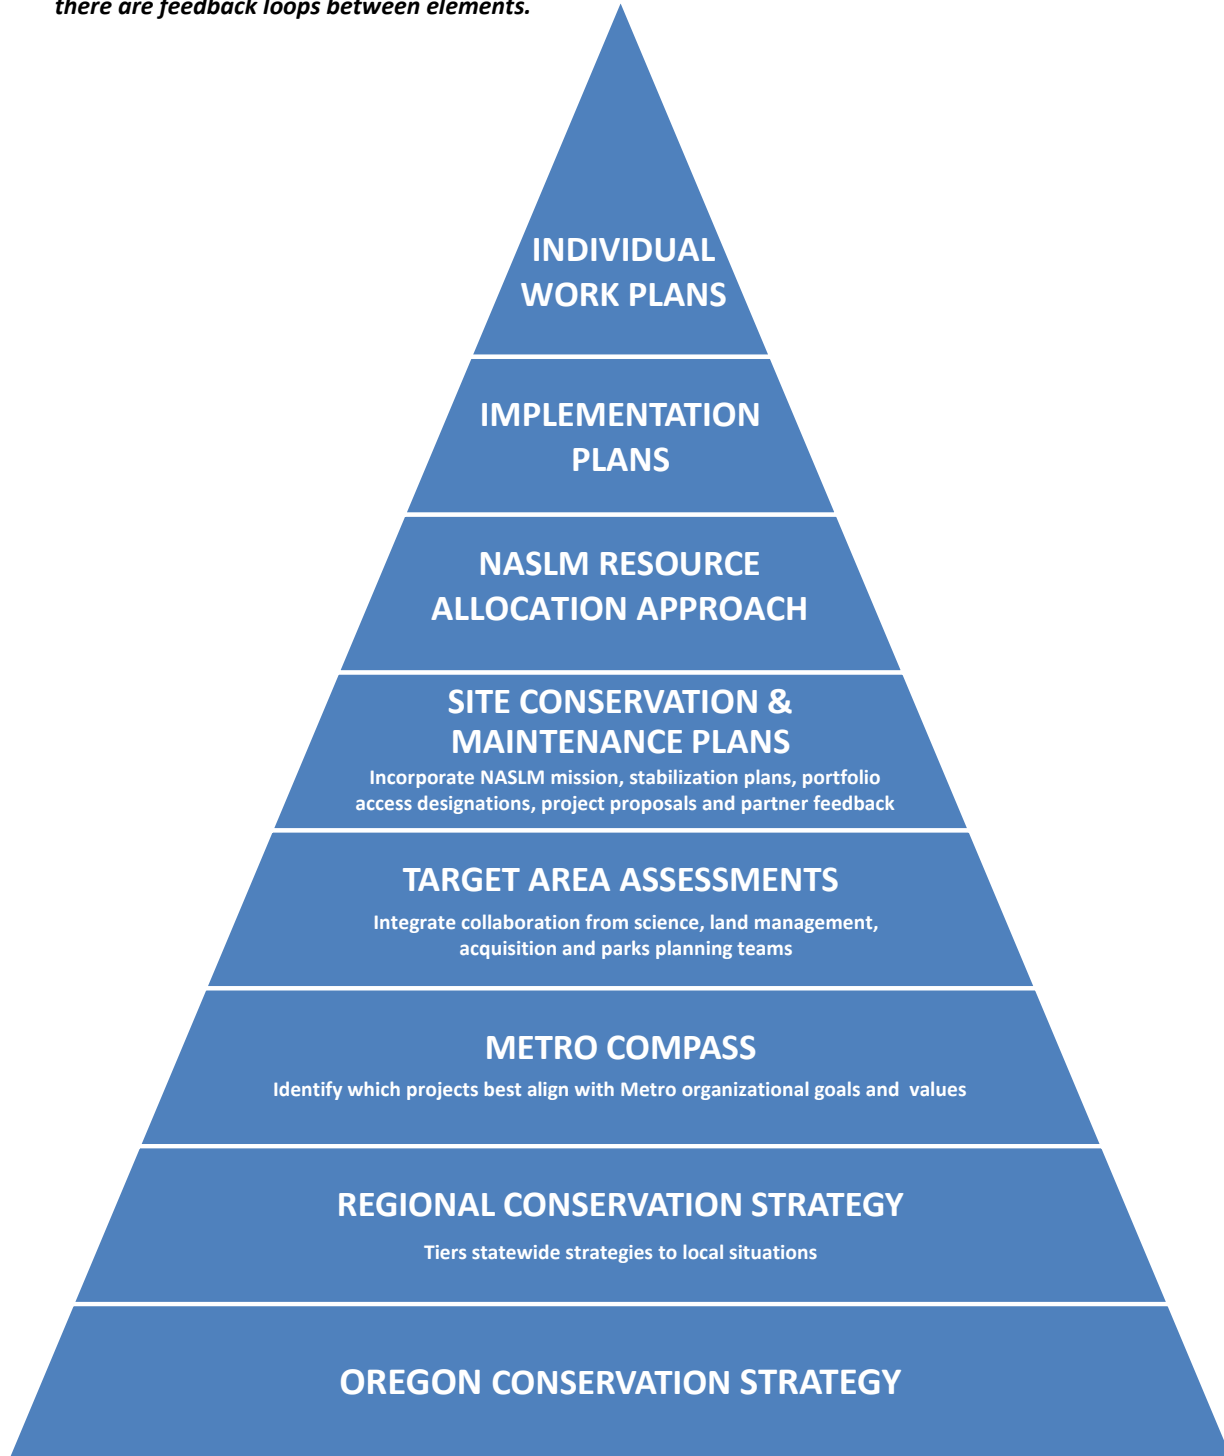 there are feedback loops between elements.
INDIVIDUAL
WORK PLANS
IMPLEMENTATION
PLANS
NASLM RESOURCE
ALLOCATION APPROACH
SITE CONSERVATION &
MAINTENANCE PLANS
Incorporate NASLM mission, stabilization plans, portfolio
access designations, project proposals and partner feedback
TARGET AREA ASSESSMENTS
Integrate collaboration from science, land management,
acquisition and parks planning teams
METRO COMPASS
Identify which projects best align with Metro organizational goals and  values
REGIONAL CONSERVATION STRATEGY
Tiers statewide strategies to local situations
OREGON CONSERVATION STRATEGY